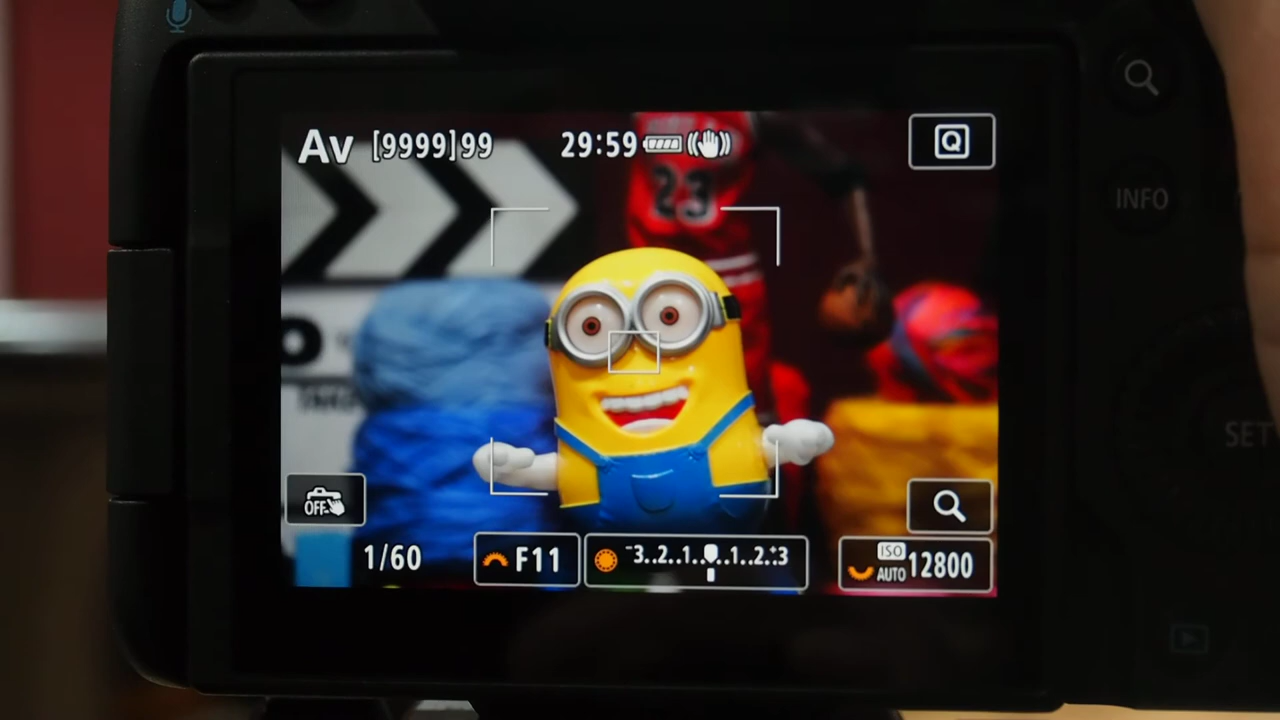 Av [9999]99 29:59 Q
INFO
23
O
SET
OFF
1/60 F11 -3..2..1..|..1..2..+3 ISO AUTO 12800